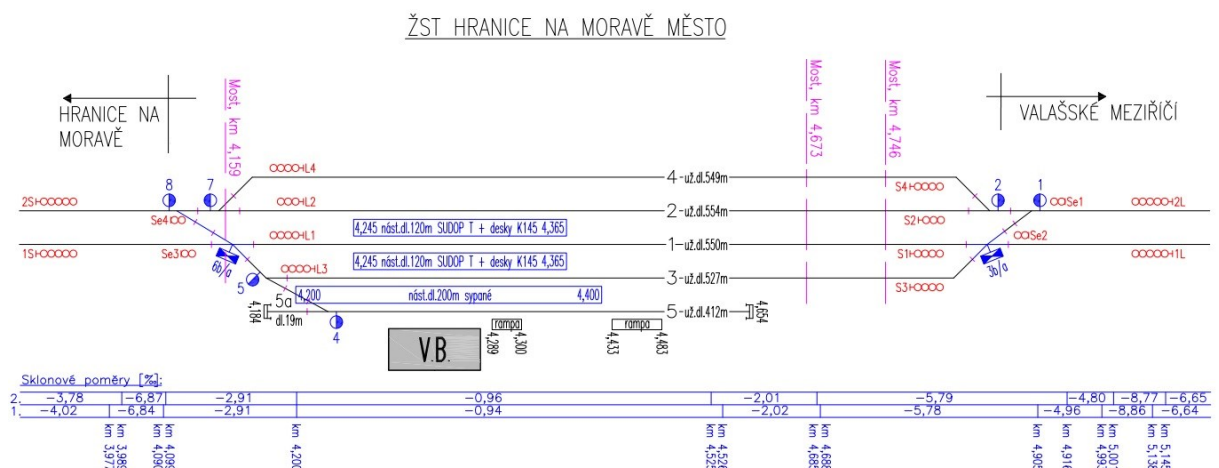 ŽST HRANICE NA MORAVĚ MĚSTO
HRANICE NA
MORAVĚ
VALAŠSKÉ MEZIŘÍČÍ
Most, km 4,159
Most, km 4,673
Most, km 4,746
8
7
L4
4-už.dl.549m
S4
2
1
2S
Se4
L2
2-už.dl.554m
S2
Se1
2L
4,245 nást.dl.120m SUDOP T + desky K145 4,365
1S
Se3
6b/a
L1
1-už.dl.550m
S1
Se2
3b/a
1L
4,245 nást.dl.120m SUDOP T + desky K145 4,365
5
L3
3-už.dl.527m
S3
4,200 nást.dl.200m sypané 4,400
4,184
5a
dl.19m
4
5-už.dl.412m
4,654
V.B.
rampa
4,289
4,300
rampa
4,433
4,483
Sklonové poměry [‰]:
2. -3,78 -6,87 -2,91 -0,96 -2,01 -5,79 -4,80 -8,77 -6,65
1. -4,02 -6,84 -2,91 -0,94 -2,02 -5,78 -4,96 -8,86 -6,64
km 4,200